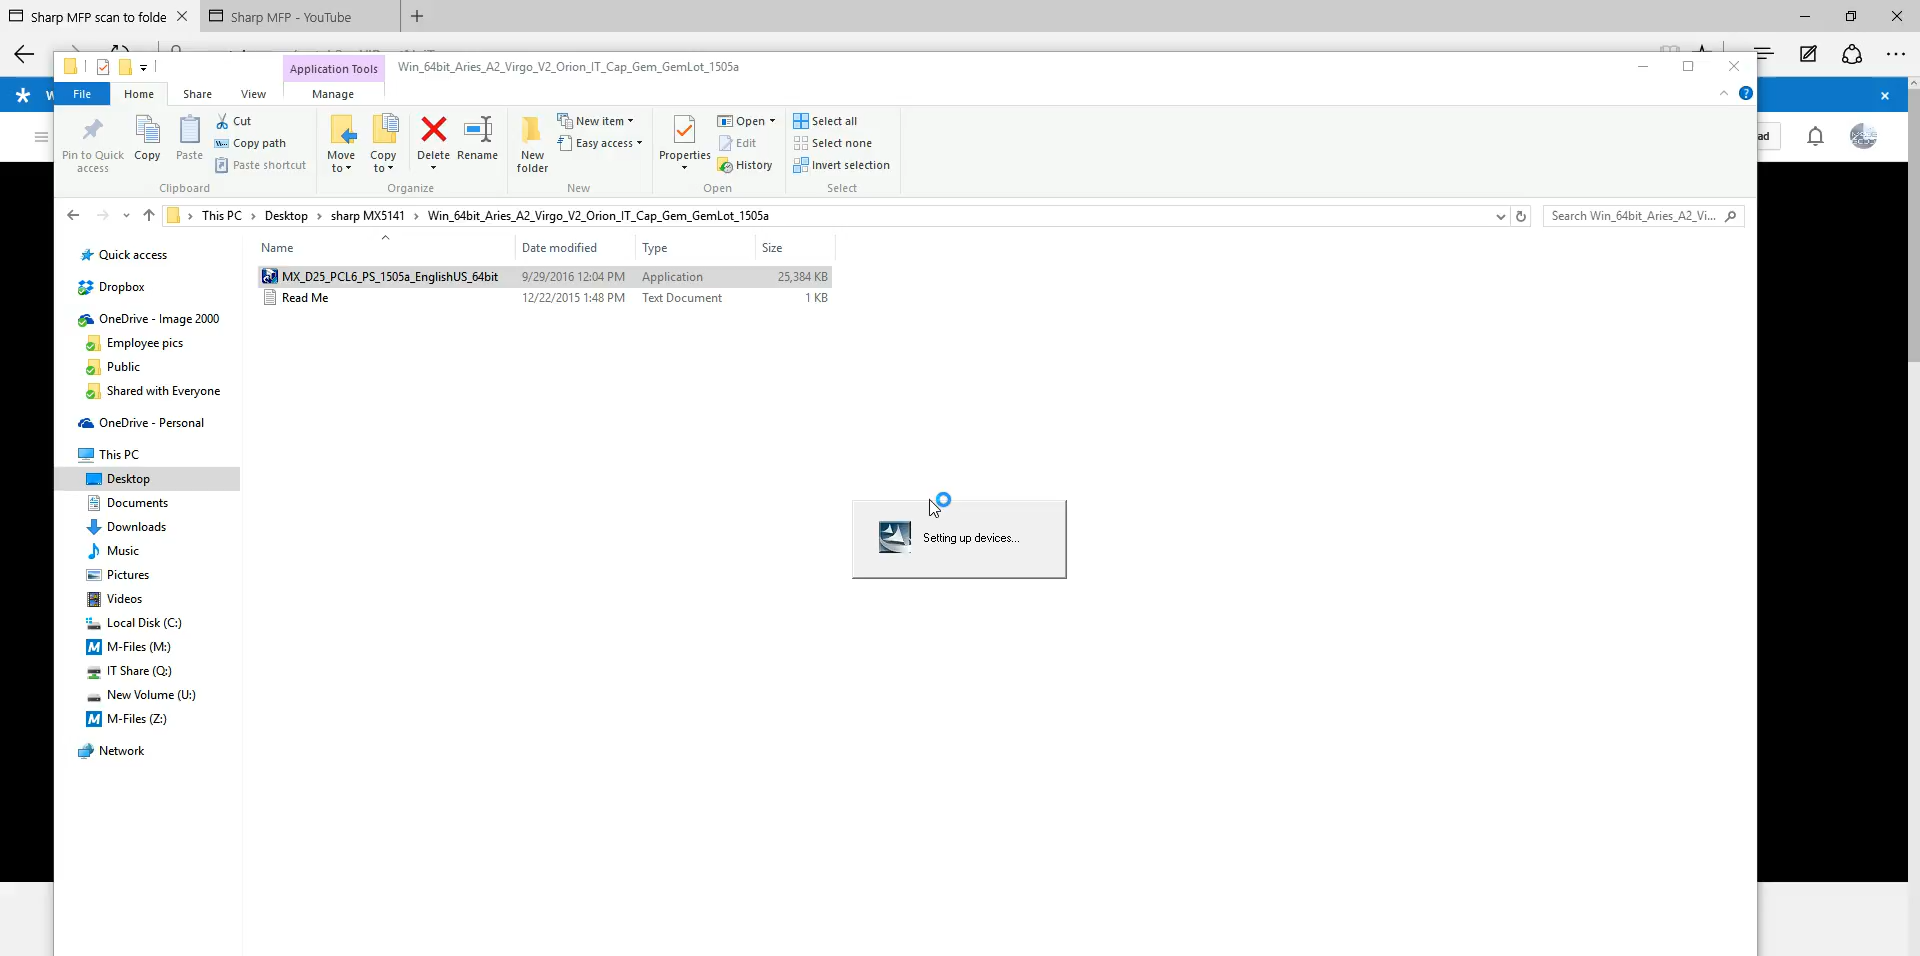 Sharp MFP scan to folde
Sharp MFP - YouTube
Application Tools
Win_64bit_Aries_A2_Virgo_V2_Orion_IT_Cap_Gem_GemLot_1505a
File Home Share View Manage
Pin to Quick access
Copy
Paste
Cut
Copy path
Paste shortcut
Clipboard
Move to
Copy to
Delete
Rename
Organize
New folder
New item
Easy access
New
Properties
Open
Edit
History
Open
Select all
Select none
Invert selection
Select
ad
This PC > Desktop > sharp MX5141 > Win_64bit_Aries_A2_Virgo_V2_Orion_IT_Cap_Gem_GemLot_1505a
Search Win_64bit_Aries_A2_Vi...
Name Date modified Type Size
MX_D25_PCL6_PS_1505a_EnglishUS_64bit 9/29/2016 12:04 PM Application 25,384 KB
Read Me 12/22/2015 1:48 PM Text Document 1 KB
Quick access
Dropbox
OneDrive - Image 2000
Employee pics
Public
Shared with Everyone
OneDrive - Personal
This PC
Desktop
Documents
Downloads
Music
Pictures
Videos
Local Disk (C:)
M-Files (M:)
IT Share (Q:)
New Volume (U:)
M-Files (Z:)
Network
Setting up devices...